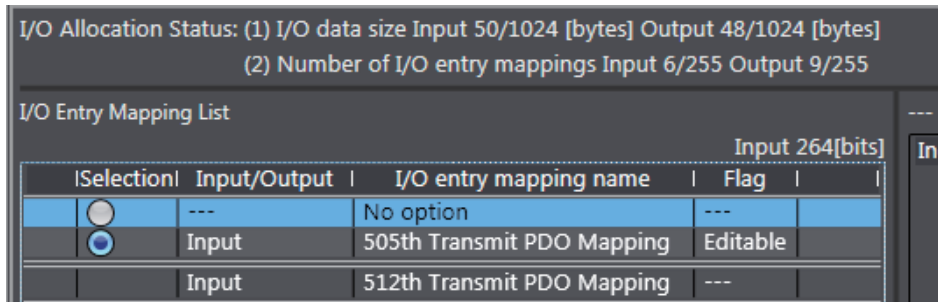 I/O Allocation Status: (1) I/O data size Input 50/1024 [bytes] Output 48/1024 [bytes]
(2) Number of I/O entry mappings Input 6/255 Output 9/255
I/O Entry Mapping List
---
Input 264[bits]
In
Selection Input/Output I/O entry mapping name Flag
--- No option ---
Input 505th Transmit PDO Mapping Editable
Input 512th Transmit PDO Mapping ---